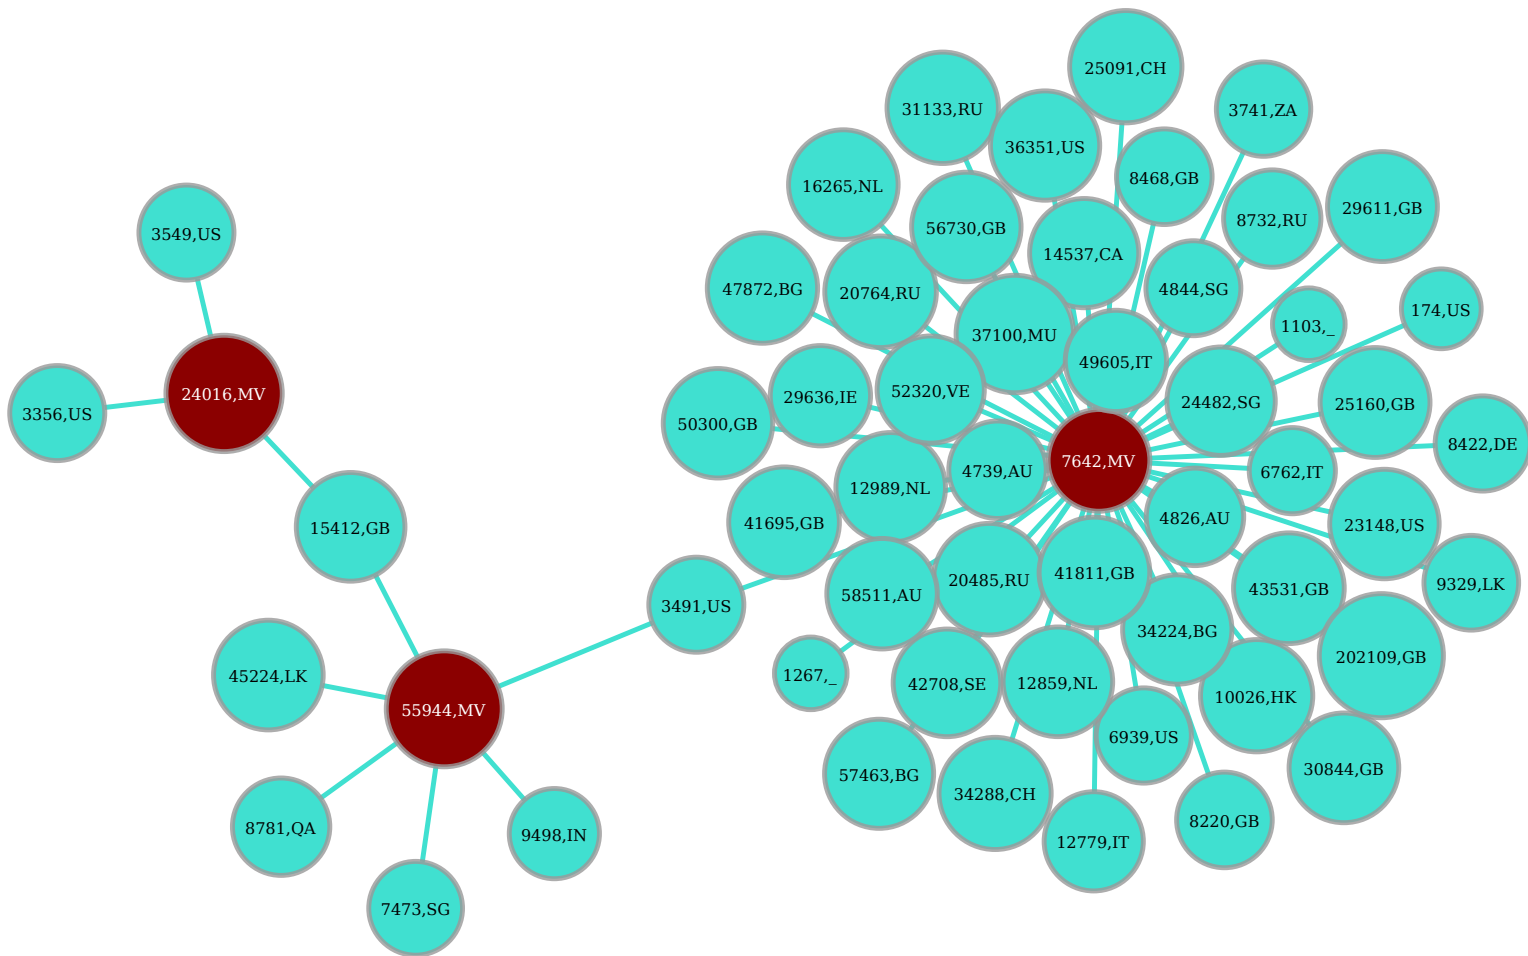 25091,CH
31133,RU
3741,ZA
36351,US
8468,GB
16265,NL
29611,GB
8732,RU
56730,GB
3549,US
14537,CA
47872,BG
20764,RU
4844,SG
174,US
1103,_
37100,MU
49605,IT
24016,MV
52320,VE
29636,IE
24482,SG
25160,GB
3356,US
50300,GB
8422,DE
7642,MV
4739,AU
6762,IT
12989,NL
4826,AU
41695,GB
23148,US
15412,GB
41811,GB
20485,RU
9329,LK
43531,GB
58511,AU
3491,US
34224,BG
202109,GB
45224,LK
1267,_
42708,SE
12859,NL
10026,HK
55944,MV
6939,US
30844,GB
57463,BG
34288,CH
8220,GB
8781,QA
9498,IN
12779,IT
7473,SG